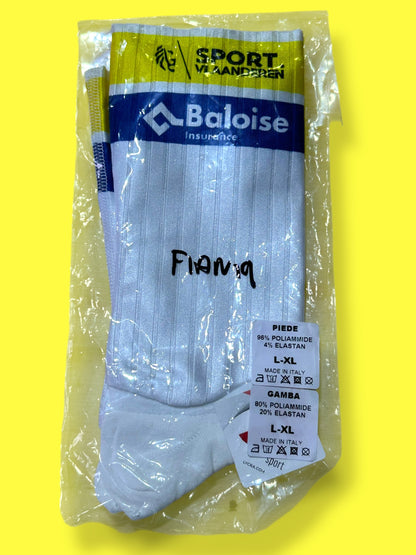 SPORT
VLAANDEREN
Baloise
Insurance
PIEDE
96% POLIAMMIDE
4% ELASTAN
L-XL
MADE IN ITALY
GAMBA
80% POLIAMMIDE
20% ELASTAN
L-XL
MADE IN ITALY
sport